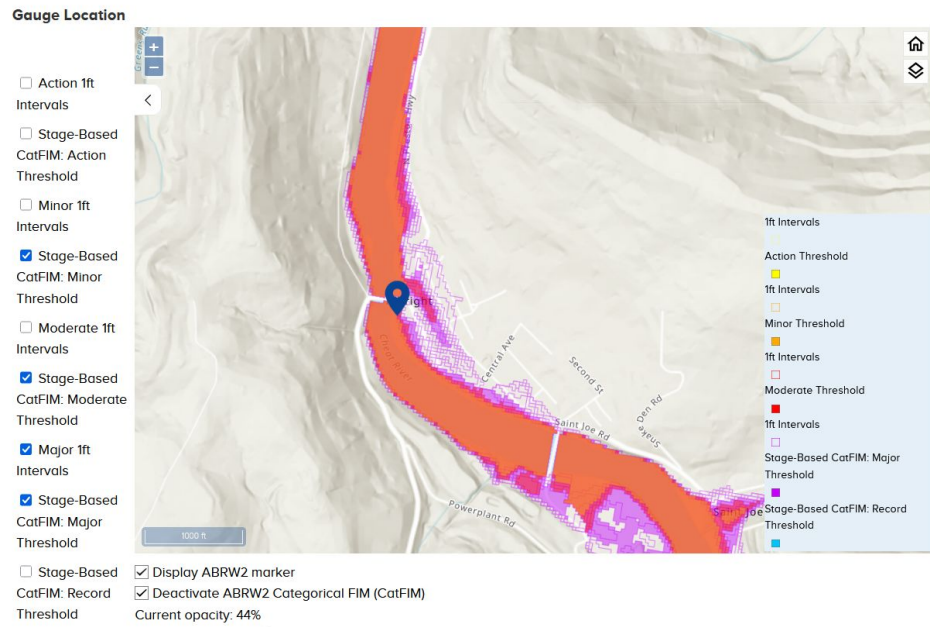 Gauge Location
Action 1ft
Intervals
Stage-Based
CatFIM: Action
Threshold
Minor 1ft
Intervals
Stage-Based
CatFIM: Minor
Threshold
Moderate 1ft
Intervals
Stage-Based
CatFIM: Moderate
Threshold
Major 1ft
Intervals
Stage-Based
CatFIM: Major
Threshold
Stage-Based
CatFIM: Record
Threshold
+
−
Cheat River
Central Ave
Second St
Saint Joe Rd
Den Rd
Snake
Powerplant Rd
Saint Joe
1000 ft
1ft Intervals
Action Threshold
1ft Intervals
Minor Threshold
1ft Intervals
Moderate Threshold
1ft Intervals
Stage-Based CatFIM: Major
Threshold
Stage-Based CatFIM: Record
Threshold
Display ABRW2 marker
Deactivate ABRW2 Categorical FIM (CatFIM)
Current opacity: 44%